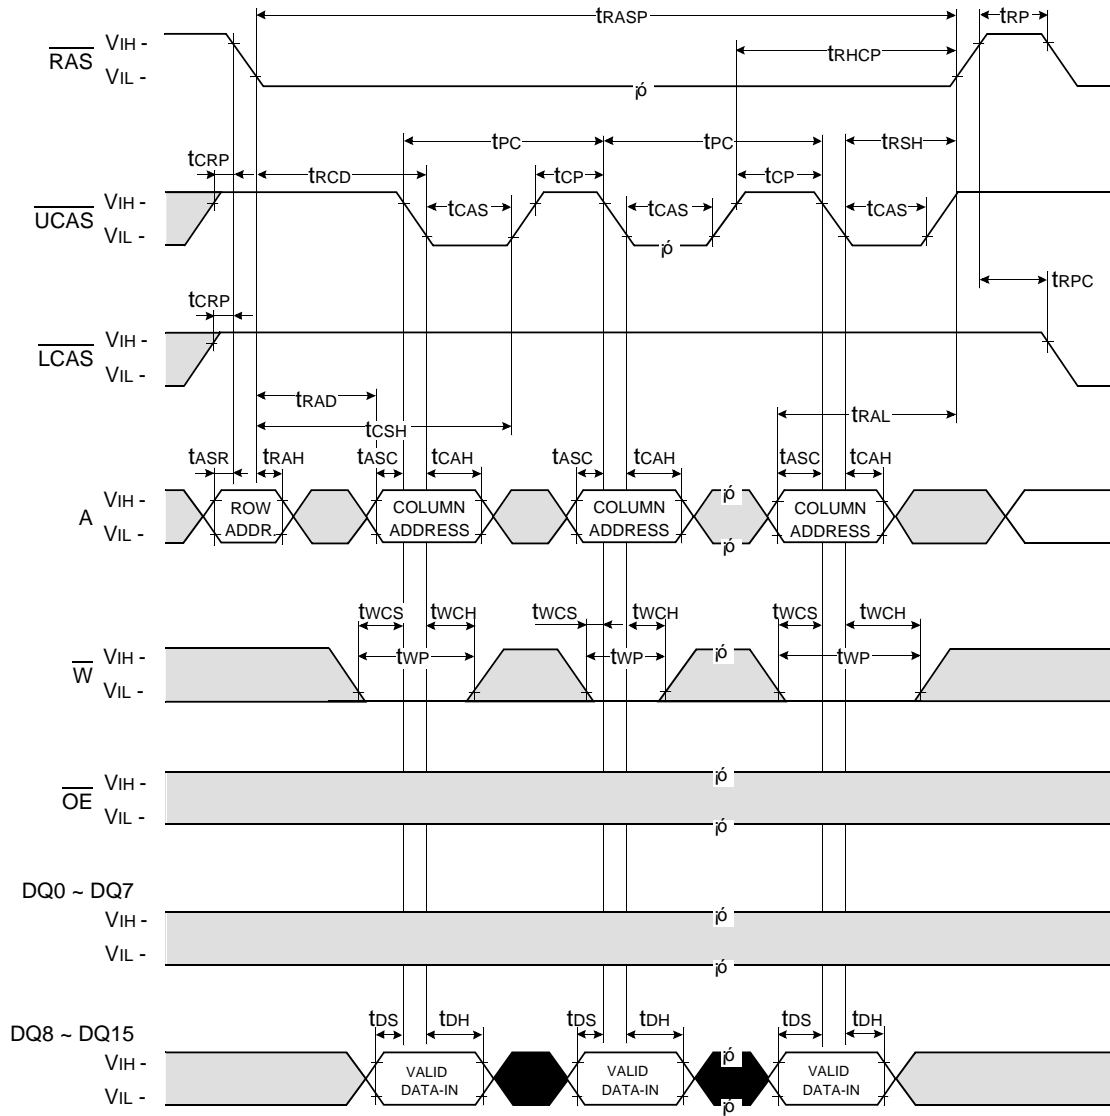 tRASP
tRP
RAS
VIH -
VIL -
tRHCP
¡ó
tPC
tPC
tRSH
tCRP
tRCD
tCP
tCP
UCAS
VIH -
VIL -
tCAS
tCAS
tCAS
¡ó
tRPC
tCRP
LCAS
VIH -
VIL -
tRAD
tCSH
tRAL
tASR
tRAH
tASC
tCAH
tASC
tCAH
tASC
tCAH
A
VIH -
VIL -
ROW
ADDR.
COLUMN
ADDRESS
COLUMN
ADDRESS
¡ó
¡ó
COLUMN
ADDRESS
tWCS
tWCH
tWCS
tWCH
tWCS
tWCH
W
VIH -
VIL -
tWP
tWP
tWP
¡ó
OE
VIH -
VIL -
¡ó
¡ó
DQ0 ~ DQ7
VIH -
VIL -
¡ó
¡ó
DQ8 ~ DQ15
tDS
tDH
tDS
tDH
tDS
tDH
VIH -
VIL -
VALID
DATA-IN
VALID
DATA-IN
¡ó
¡ó
VALID
DATA-IN